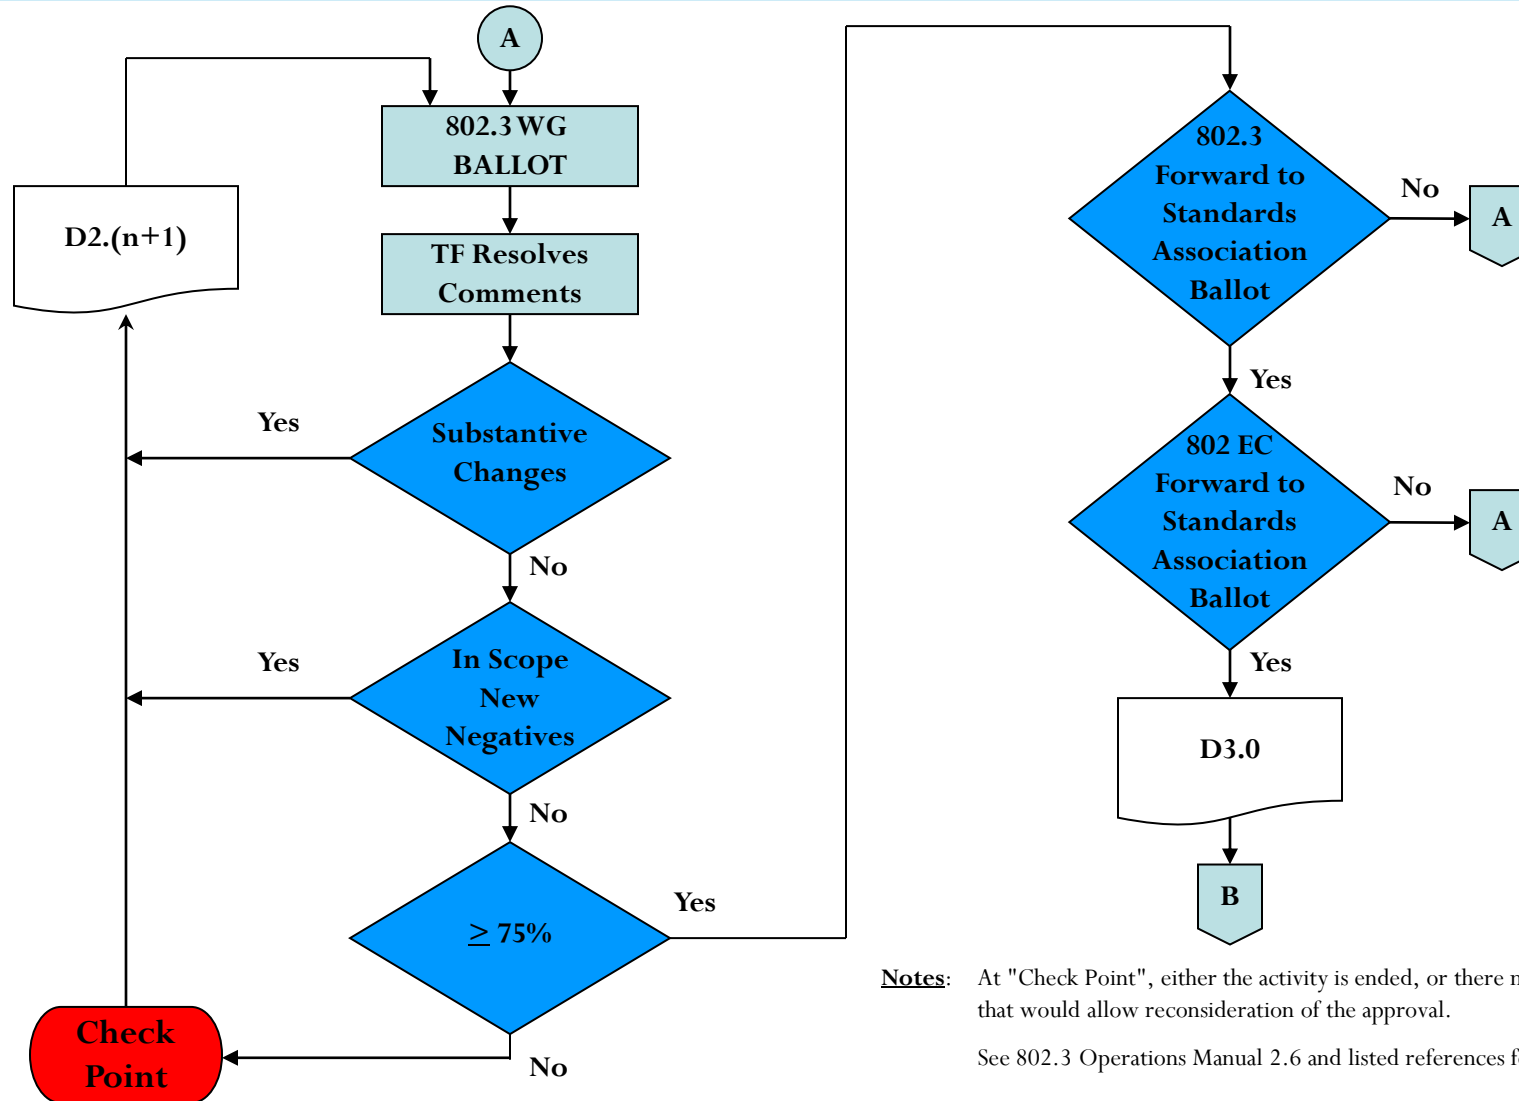 A
802.3 WG
BALLOT
D2.(n+1)
TF Resolves
Comments
Yes
Substantive
Changes
No
Yes
In Scope
New
Negatives
No
≥ 75%
Yes
Check
Point
No
802.3
Forward to
Standards
Association
Ballot
No
A
Yes
802 EC
Forward to
Standards
Association
Ballot
No
A
Yes
D3.0
B
Notes: At "Check Point", either the activity is ended, or there
that would allow reconsideration of the approval.
See 802.3 Operations Manual 2.6 and listed references